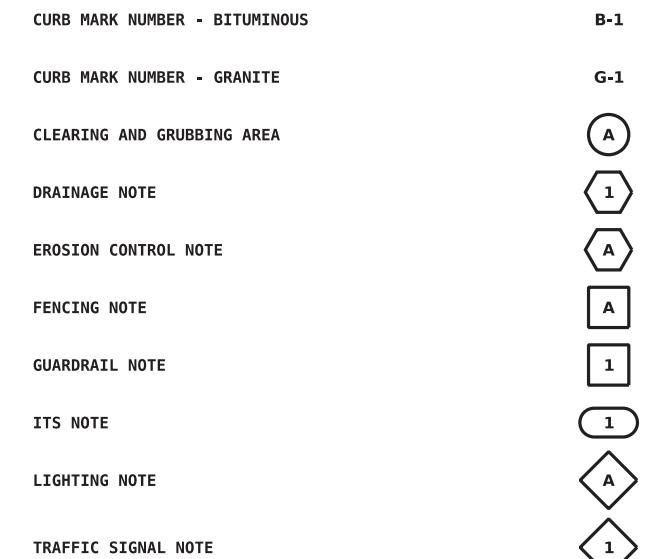 CURB MARK NUMBER - BITUMINOUS B-1
CURB MARK NUMBER - GRANITE G-1
CLEARING AND GRUBBING AREA A
DRAINAGE NOTE 1
EROSION CONTROL NOTE A
FENCING NOTE A
GUARDRAIL NOTE 1
ITS NOTE 1
LIGHTING NOTE A
TRAFFIC SIGNAL NOTE 1